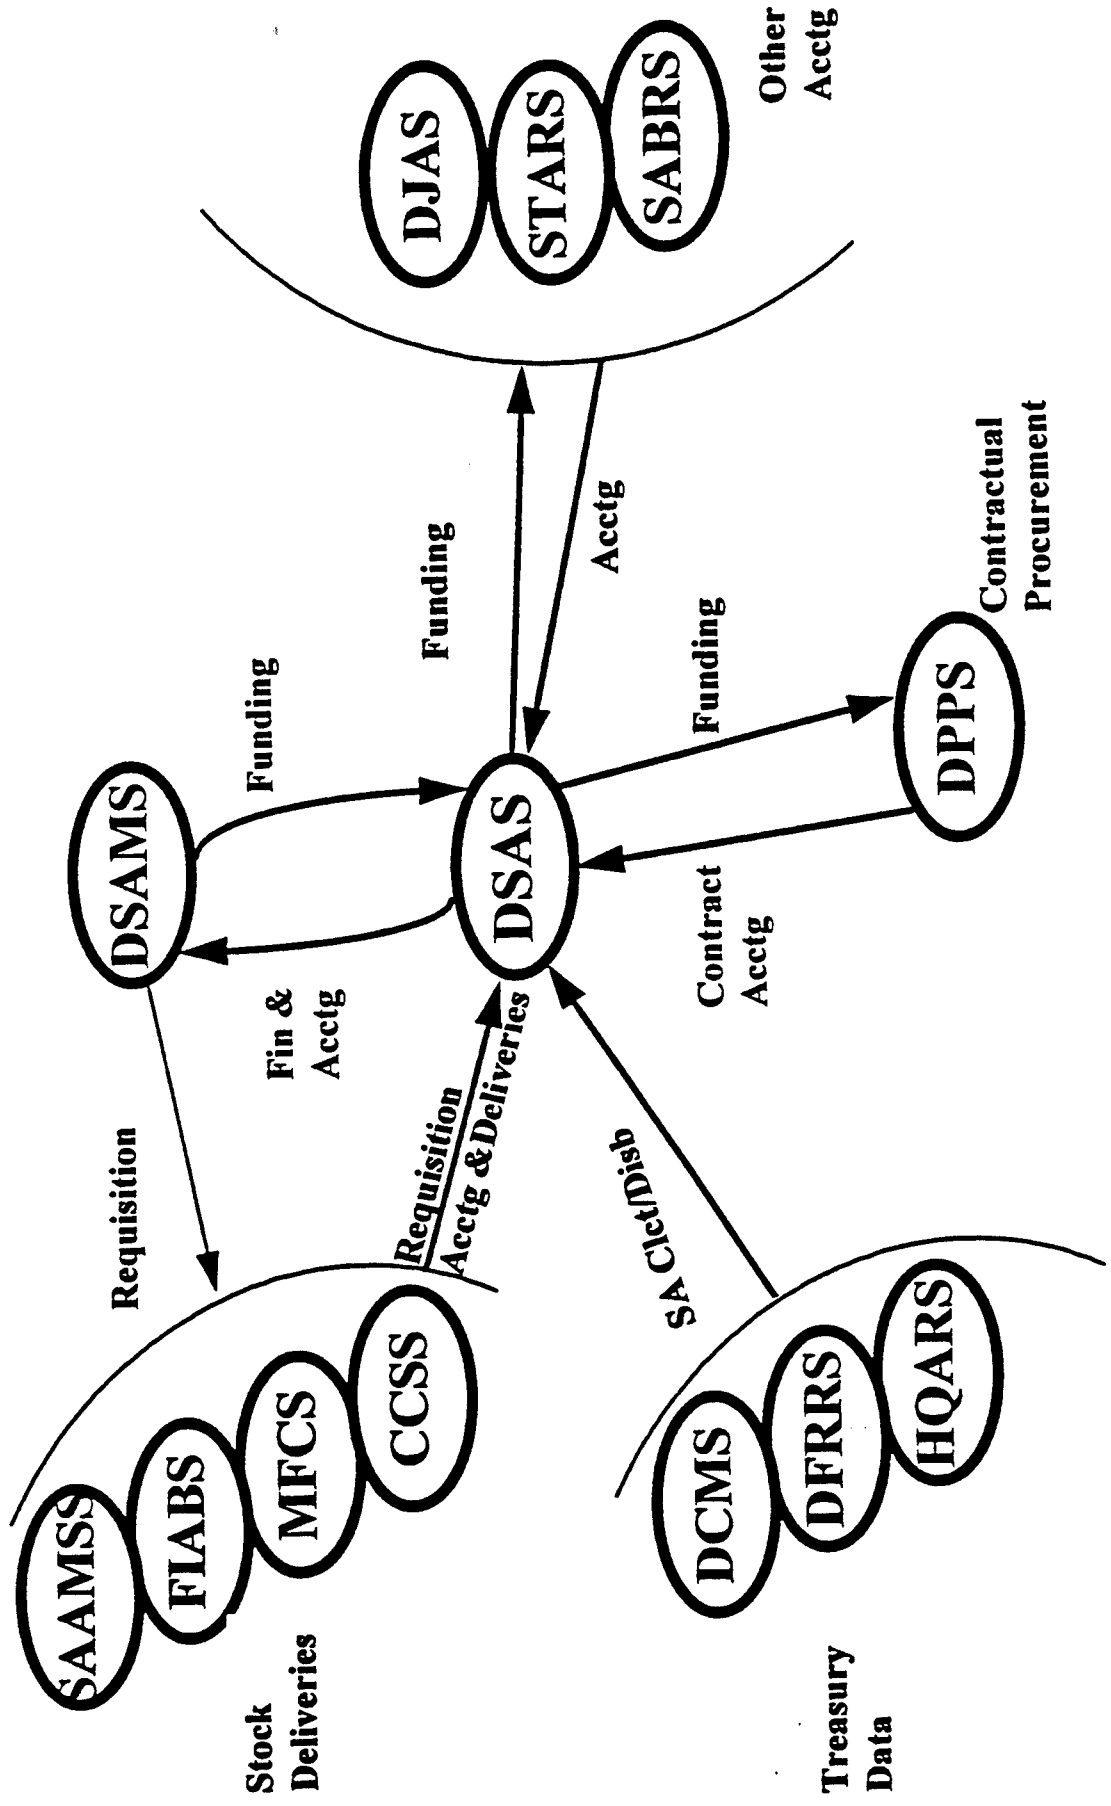 SAAMSS
FIABS
MFCS
CCSS
Stock
Deliveries
Requisition
DSAMS
Funding
Fin &
Acctg
Requisition
Acctg &Deliveries
DSAS
Funding
Acctg
DJAS
STARS
SABRS
Other
Acctg
SA Clct/Disb
DCMS
DFRRS
HQARS
Treasury
Data
Contract
Acctg
Funding
DPPS
Contractual
Procurement